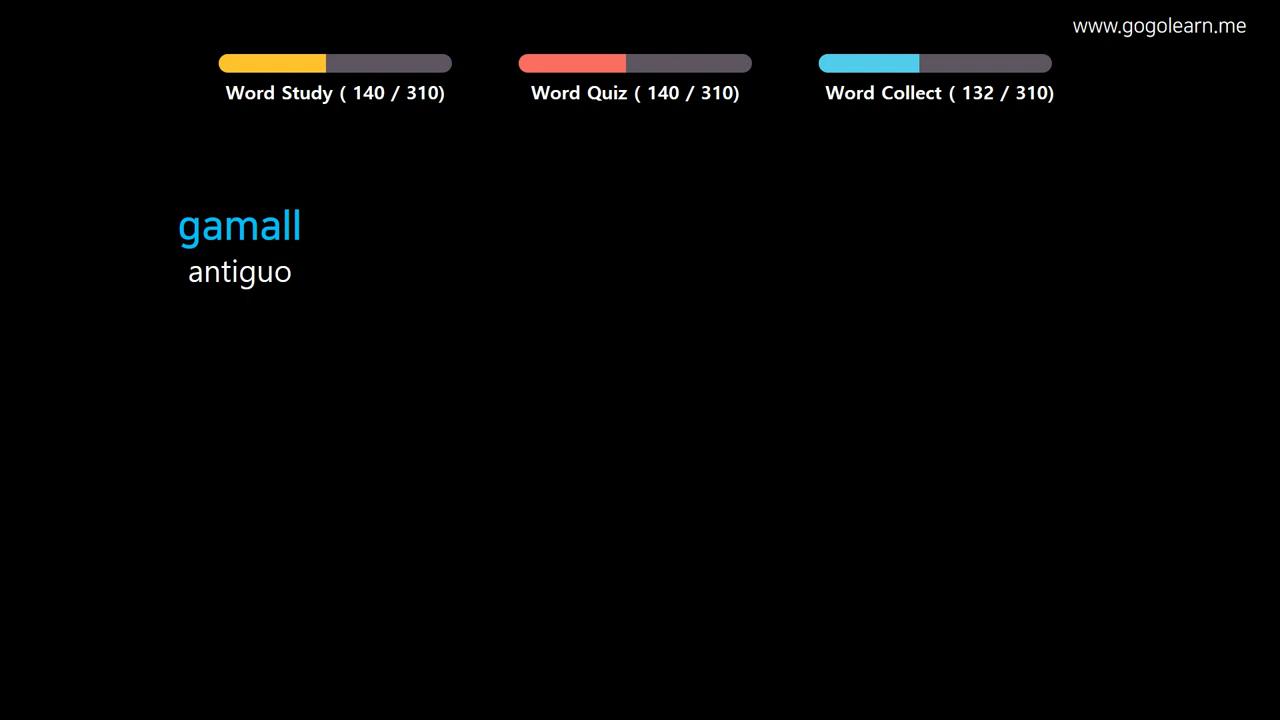 www.gogolearn.me
Word Study ( 140 / 310)
Word Quiz ( 140 / 310)
Word Collect ( 132 / 310)
gamall
antiguo